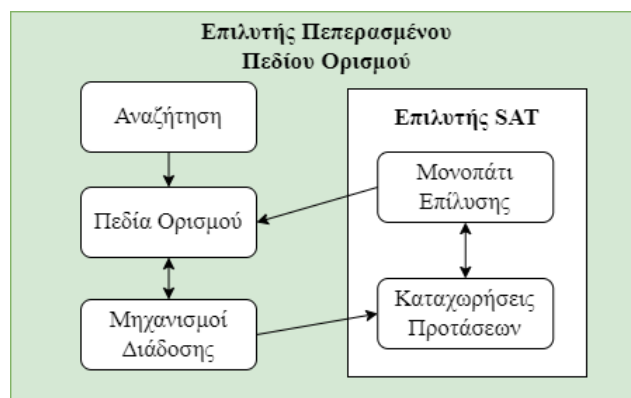 Επιλυτής Πεπερασμένου
Πεδίου Ορισμού
Αναζήτηση
Πεδία Ορισμού
Μηχανισμοί
Διάδοσης
Επιλυτής SAT
Μονοπάτι
Επίλυσης
Καταχωρήσεις
Προτάσεων